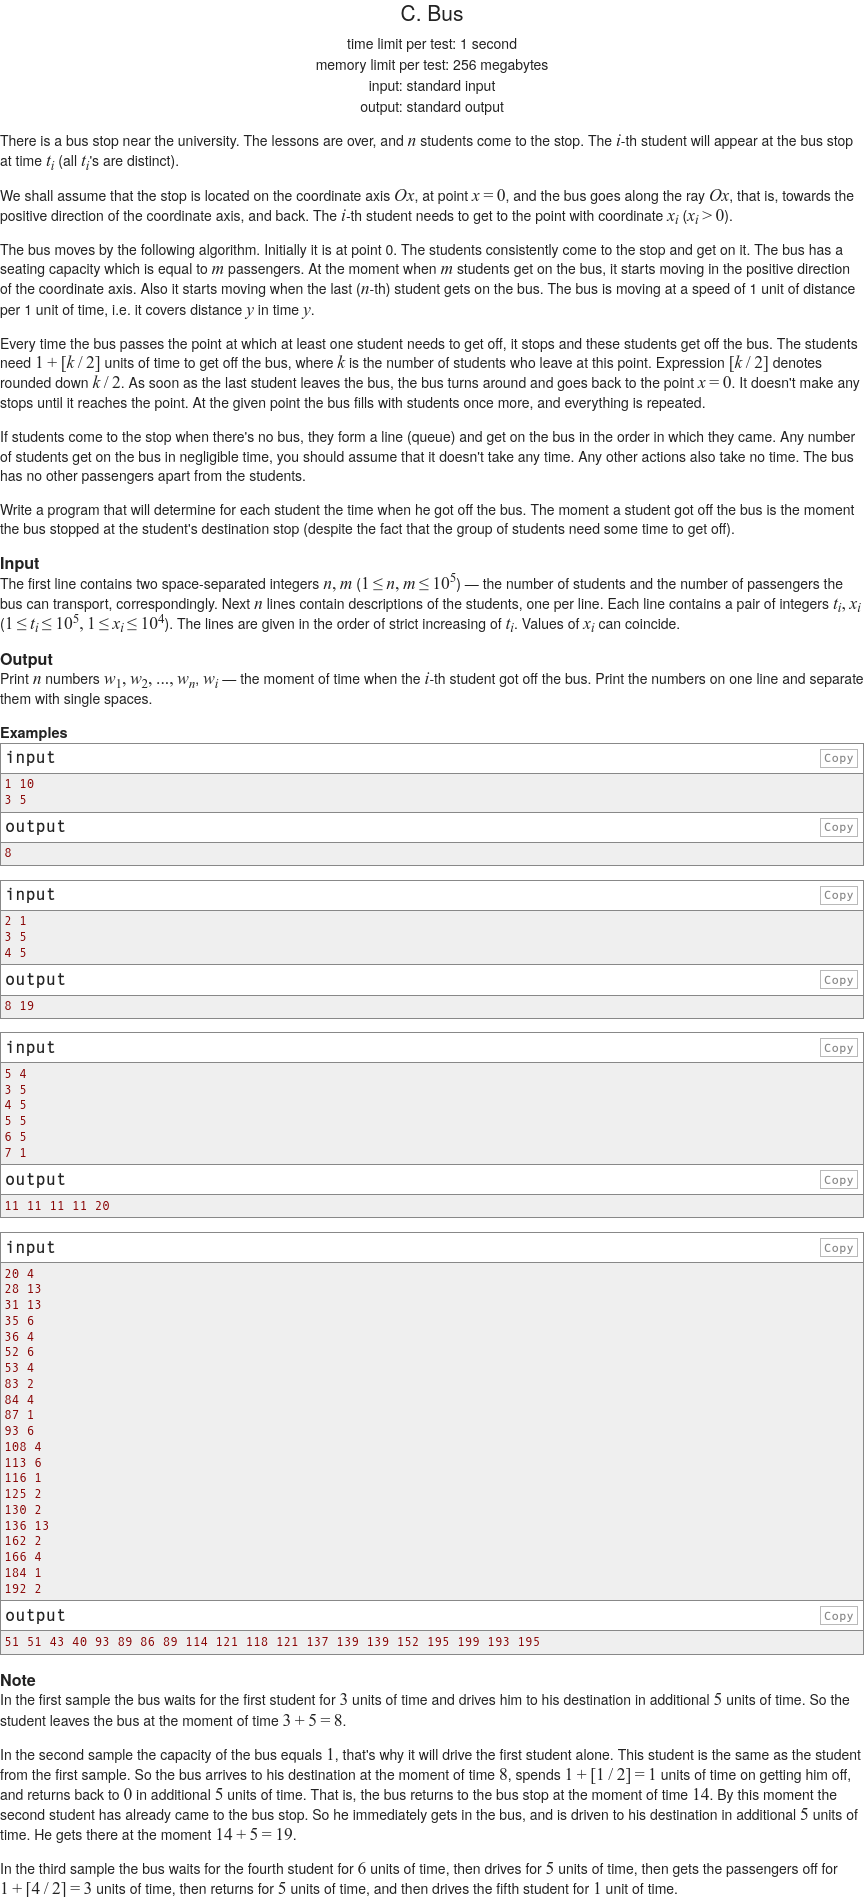 C. Bus
time limit per test: 1 second
memory limit per test: 256 megabytes
input: standard input
output: standard output
There is a bus stop near the university. The lessons are over, and n students come to the stop. The i-th student will appear at the bus stop
at time ti (all ti's are distinct).
We shall assume that the stop is located on the coordinate axis Ox, at point x = 0, and the bus goes along the ray Ox, that is, towards the
positive direction of the coordinate axis, and back. The i-th student needs to get to the point with coordinate xi (xi > 0).
The bus moves by the following algorithm. Initially it is at point 0. The students consistently come to the stop and get on it. The bus has a
seating capacity which is equal to m passengers. At the moment when m students get on the bus, it starts moving in the positive direction
of the coordinate axis. Also it starts moving when the last (n-th) student gets on the bus. The bus is moving at a speed of 1 unit of distance
per 1 unit of time, i.e. it covers distance y in time y.
Every time the bus passes the point at which at least one student needs to get off, it stops and these students get off the bus. The students
need 1 + [k / 2] units of time to get off the bus, where k is the number of students who leave at this point. Expression [k / 2] denotes
rounded down k / 2. As soon as the last student leaves the bus, the bus turns around and goes back to the point x = 0. It doesn't make any
stops until it reaches the point. At the given point the bus fills with students once more, and everything is repeated.
If students come to the stop when there's no bus, they form a line (queue) and get on the bus in the order in which they came. Any number
of students get on the bus in negligible time, you should assume that it doesn't take any time. Any other actions also take no time. The bus
has no other passengers apart from the students.
Write a program that will determine for each student the time when he got off the bus. The moment a student got off the bus is the moment
the bus stopped at the student's destination stop (despite the fact that the group of students need some time to get off).
Input
The first line contains two space-separated integers n, m (1 ≤ n, m ≤ 10^5) — the number of students and the number of passengers the
bus can transport, correspondingly. Next n lines contain descriptions of the students, one per line. Each line contains a pair of integers ti, xi
(1 ≤ ti ≤ 10^5, 1 ≤ xi ≤ 10^4). The lines are given in the order of strict increasing of ti. Values of xi can coincide.
Output
Print n numbers w1, w2, ..., wn, wi — the moment of time when the i-th student got off the bus. Print the numbers on one line and separate
them with single spaces.
Examples
input
Copy
1 10
3 5
output
Copy
8
input
Copy
2 1
3 5
4 5
output
Copy
8 19
input
Copy
5 4
3 5
4 5
5 5
6 5
7 1
output
Copy
11 11 11 11 20
input
Copy
20 4
28 13
31 13
35 6
36 4
52 6
53 4
83 2
84 4
87 1
93 6
108 4
113 6
116 1
125 2
130 2
136 13
162 2
166 4
184 1
192 2
output
Copy
51 51 43 40 93 89 86 89 114 121 118 121 137 139 139 152 195 199 193 195
Note
In the first sample the bus waits for the first student for 3 units of time and drives him to his destination in additional 5 units of time. So the
student leaves the bus at the moment of time 3 + 5 = 8.
In the second sample the capacity of the bus equals 1, that's why it will drive the first student alone. This student is the same as the student
from the first sample. So the bus arrives to his destination at the moment of time 8, spends 1 + [1 / 2] = 1 units of time on getting him off,
and returns back to 0 in additional 5 units of time. That is, the bus returns to the bus stop at the moment of time 14. By this moment the
second student has already came to the bus stop. So he immediately gets in the bus, and is driven to his destination in additional 5 units of
time. He gets there at the moment 14 + 5 = 19.
In the third sample the bus waits for the fourth student for 6 units of time, then drives for 5 units of time, then gets the passengers off for
1 + [4 / 2] = 3 units of time, then returns for 5 units of time, and then drives the fifth student for 1 unit of time.